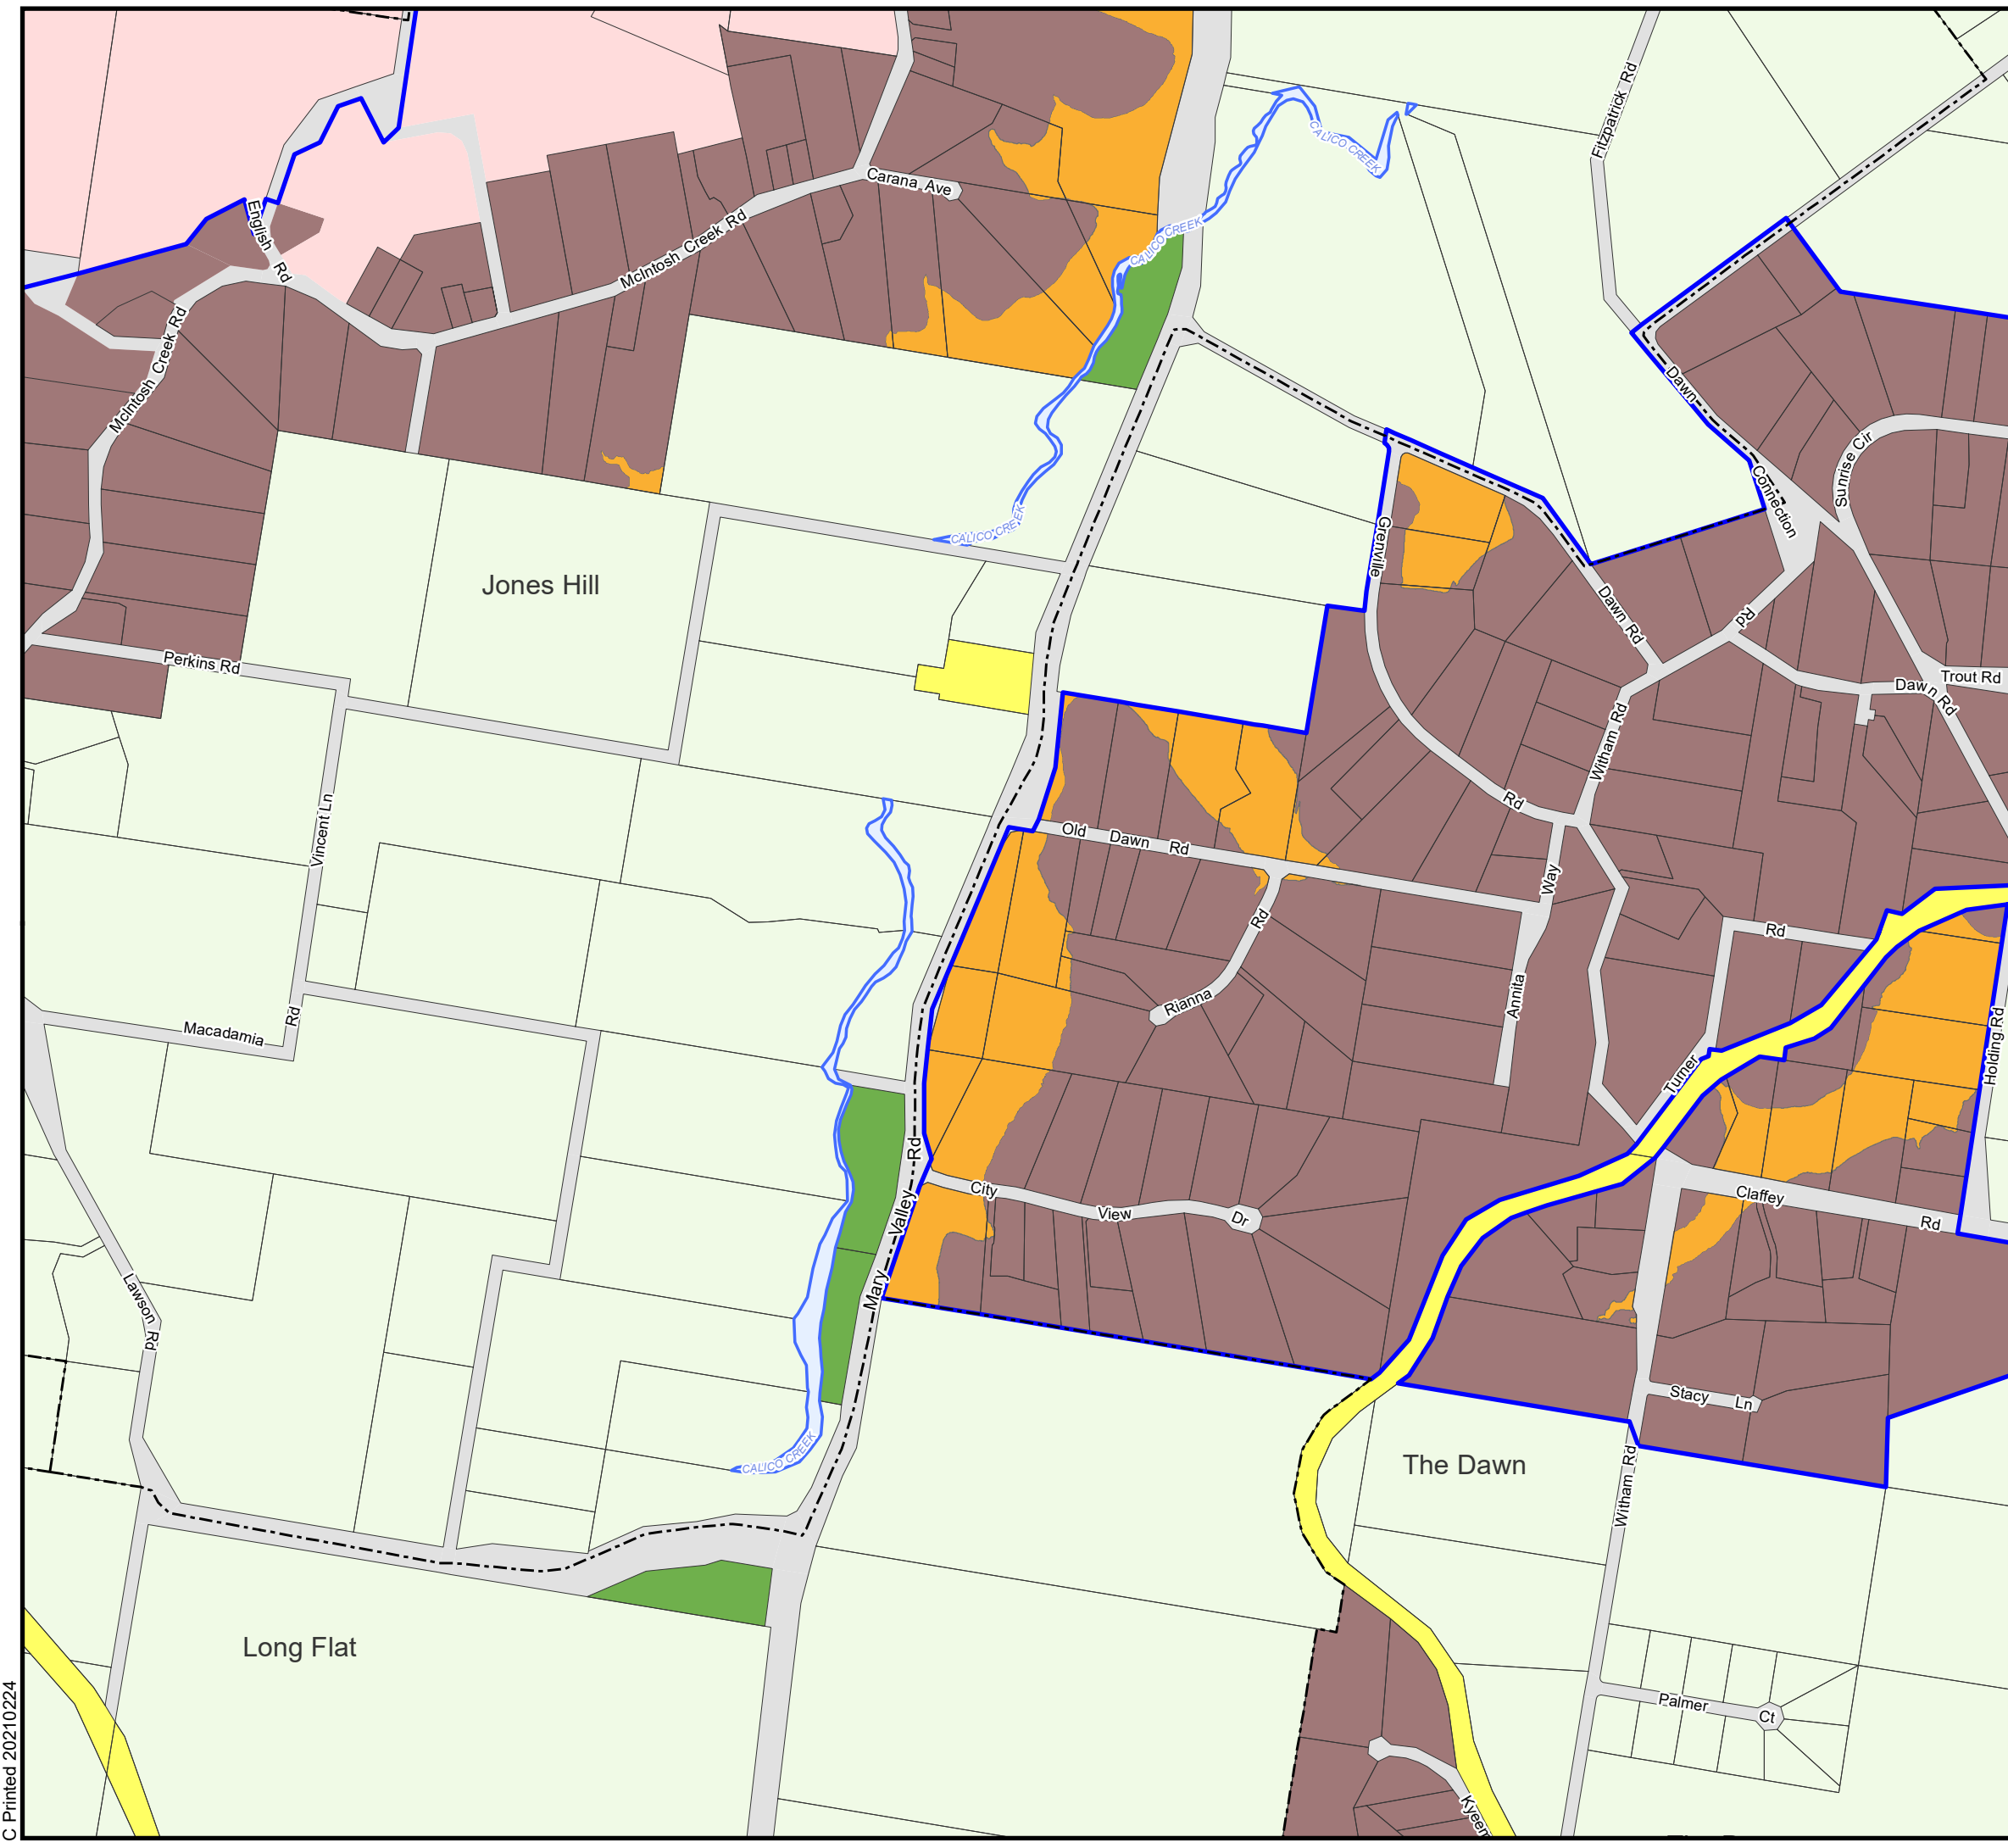 Fitzpatrick Rd
CALICO CREEK
Carana Ave
English Rd
McIntosh Creek Rd
CALICO CREEK
McIntosh Creek Rd
Dawn Connection
Sunrise Cir
CALICO CREEK
Grenville
Jones Hill
Dawn Rd
Rd
Perkins Rd
Trout Rd
Dawn Rd
Witham Rd
Rd
Vincent Ln
Old Dawn Rd
Way
Rd
Rd
Rianna
Annita
Macadamia Rd
Holding Rd
Turner
Rd
City View Dr
Claffey Rd
Mary Valley
Lawson Rd
Stacy Ln
CALICO CREEK
The Dawn
Witham Rd
Long Flat
Palmer Ct
C Printed 20210224